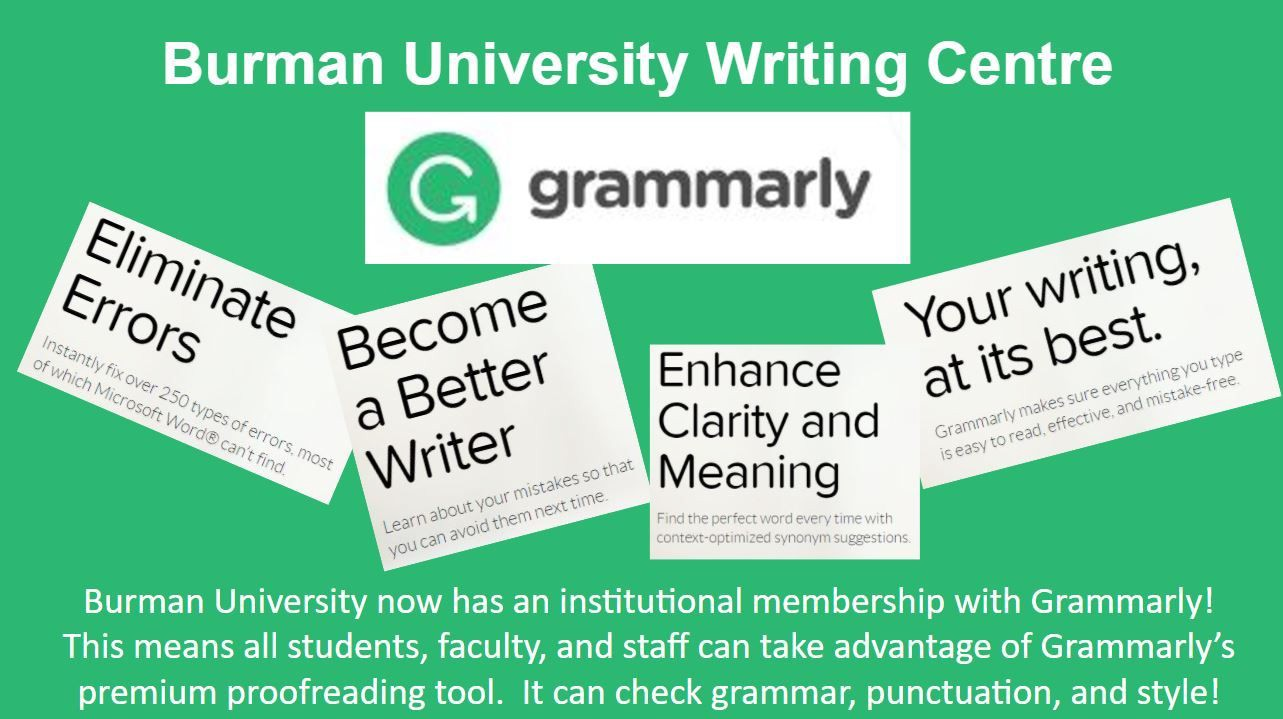 Burman University Writing Centre
grammarly
Eliminate
Errors
Instantly fix over 250 types of errors, most
of which Microsoft Word® can't find.
Become
a Better
Writer
Learn about your mistakes so that
you can avoid them next time.
Enhance
Clarity and
Meaning
Find the perfect word every time with
context-optimized synonym suggestions.
Your writing,
at its best.
Grammarly makes sure everything you type
is easy to read, effective, and mistake-free.
Burman University now has an institutional membership with Grammarly!
This means all students, faculty, and staff can take advantage of Grammarly’s
premium proofreading tool.  It can check grammar, punctuation, and style!